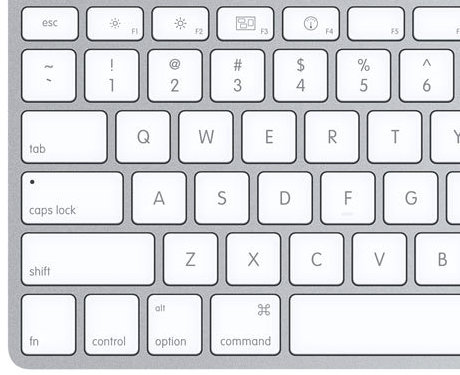 esc F1 F2 F3 F4 F5
~ ! @ # $ % ^
` 1 2 3 4 5 6
tab Q W E R T
caps lock A S D F G
shift Z X C V B
alt ⌘
fn control option command